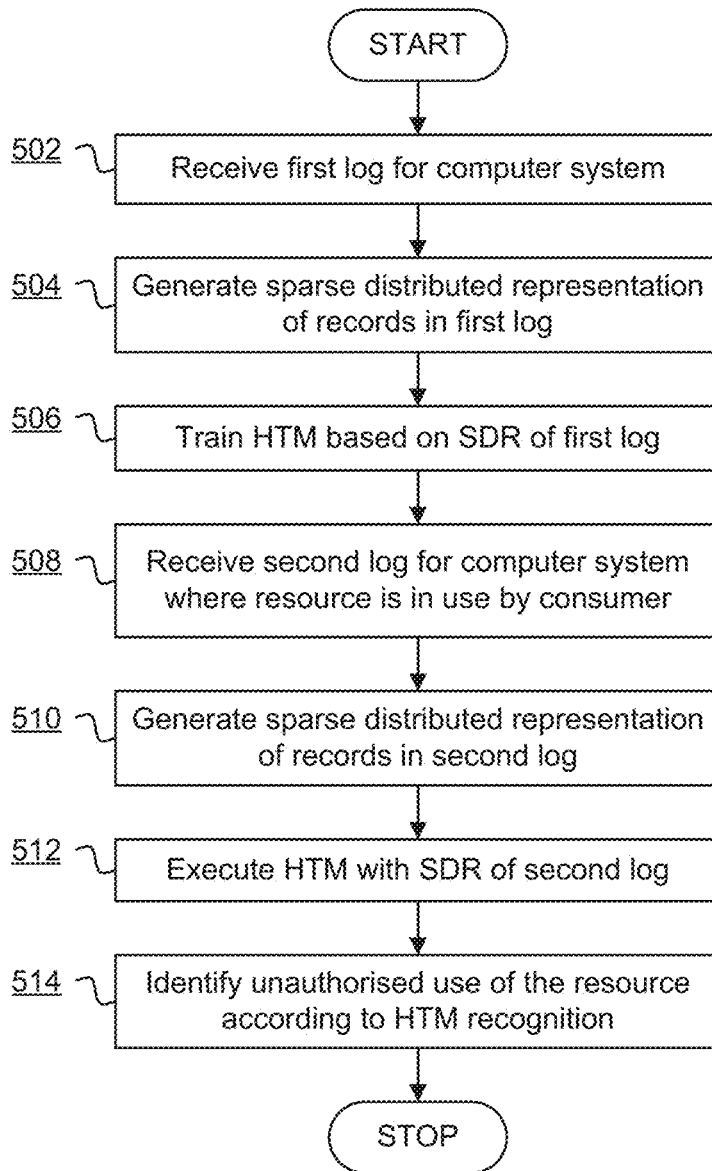 START
502
Receive first log for computer system
504
Generate sparse distributed representation
of records in first log
506
Train HTM based on SDR of first log
508
Receive second log for computer system
where resource is in use by consumer
510
Generate sparse distributed representation
of records in second log
512
Execute HTM with SDR of second log
514
Identify unauthorised use of the resource
according to HTM recognition
STOP